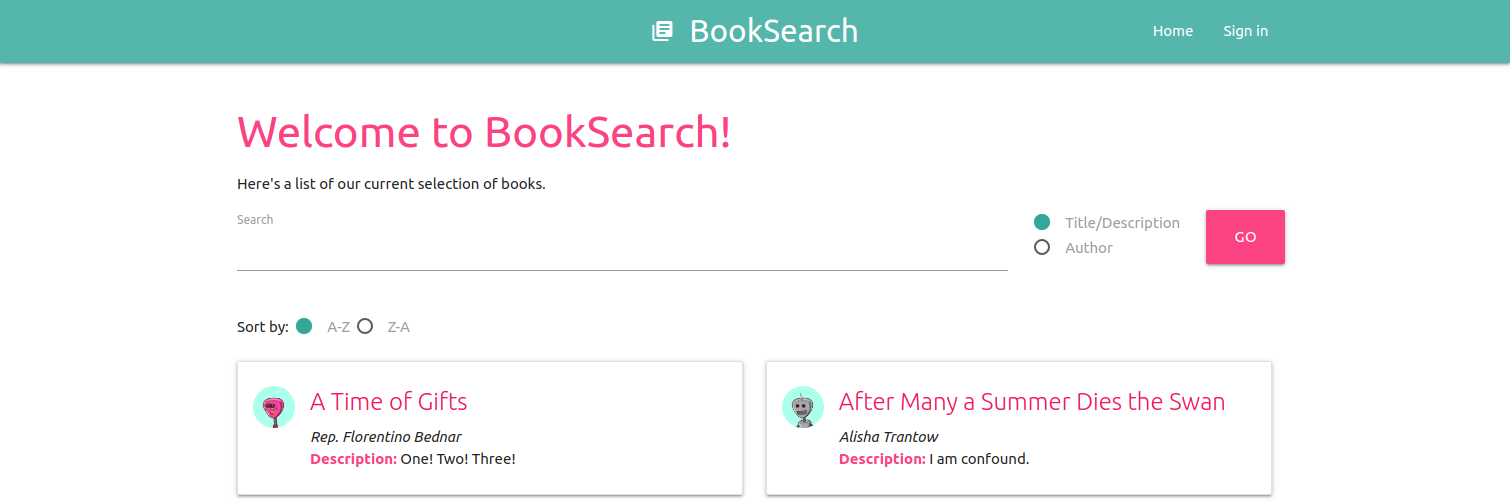 BookSearch
Home
Sign in
Welcome to BookSearch!
Here's a list of our current selection of books.
Search
Title/Description
Author
GO
Sort by: A-Z Z-A
A Time of Gifts
Rep. Florentino Bednar
Description: One! Two! Three!
After Many a Summer Dies the Swan
Alisha Trantow
Description: I am confound.